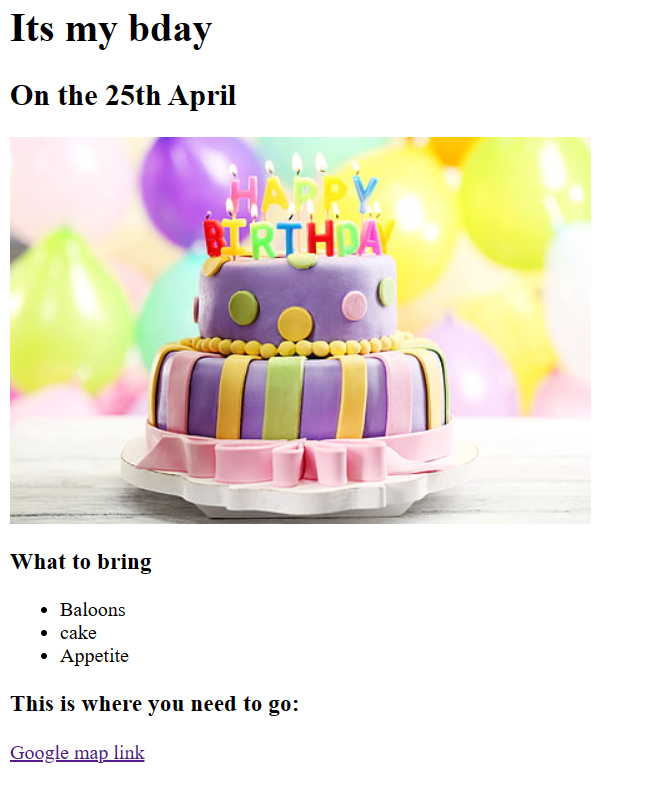 Its my bday
On the 25th April
HAPPY
BIRTHDAY
What to bring
Baloons
cake
Appetite
This is where you need to go:
Google map link